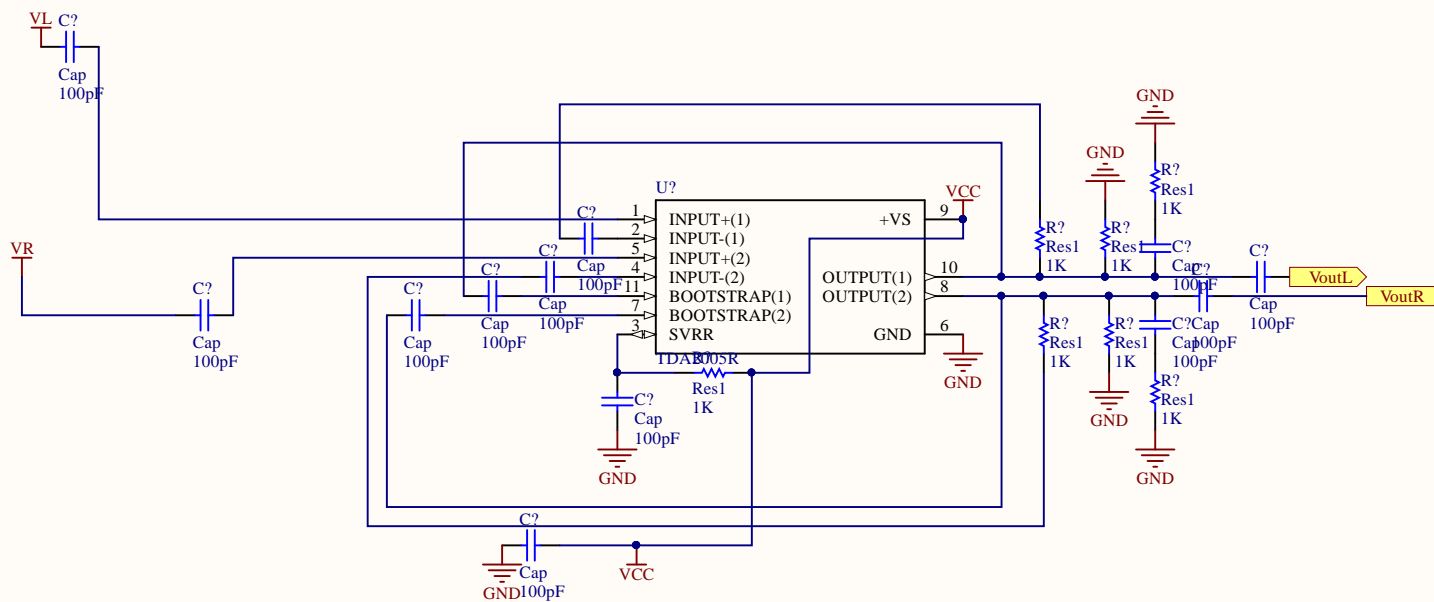 VL
C?
Cap
100pF
VR
C?
Cap
100pF
C?
Cap
100pF
C?
Cap
100pF
C?
Cap
100pF
C?
Cap
100pF
U?
1
2
5
4
11
7
3
INPUT+(1)
INPUT-(1)
INPUT+(2)
INPUT-(2)
BOOTSTRAP(1)
BOOTSTRAP(2)
SVRR
+VS
OUTPUT(1)
OUTPUT(2)
GND
9
10
8
6
VCC
GND
Res1
1K
C?
Cap
100pF
GND
C?
Cap
100pF
GND
VCC
R?
Res1
1K
GND
R?
Res1
1K
GND
R?
Res1
1K
C?
Cap
100pF
C?
Cap
100pF
VoutL
C?
Cap
100pF
VoutR
R?
Res1
1K
R?
Res1
1K
GND
C?
Cap
100pF
R?
Res1
1K
GND